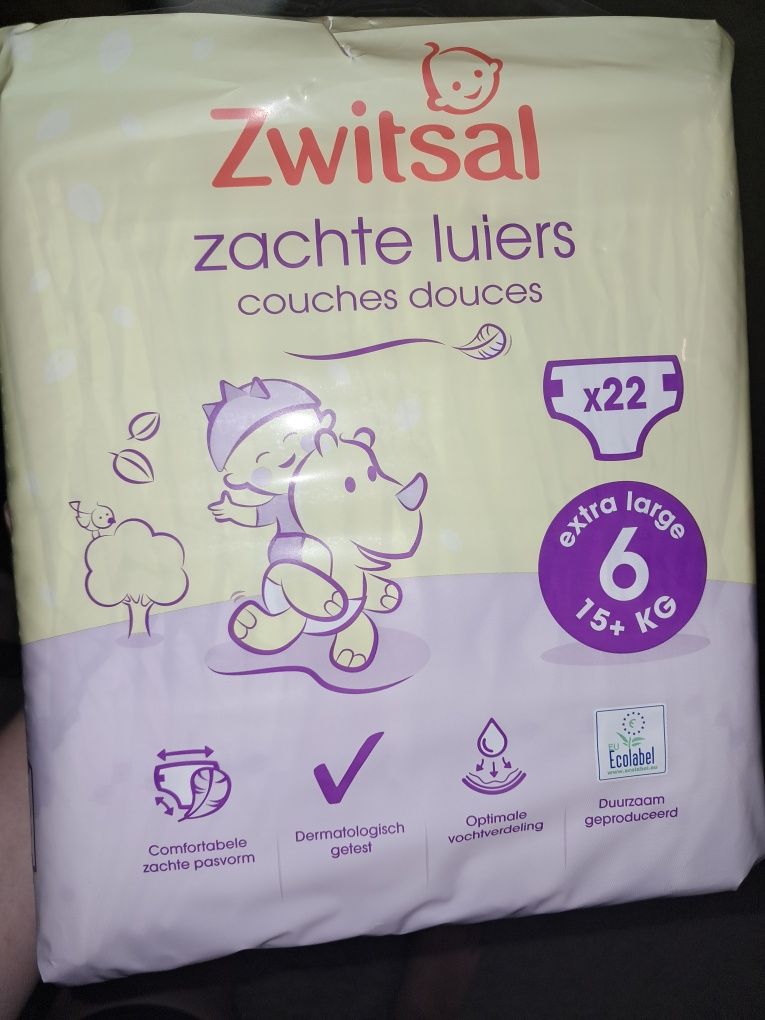 Zwitsal
zachte luiers
couches douces
x22
extra large
6
15+ KG
Comfortabele
zachte pasvorm
Dermatologisch
getest
Optimale
vochtverdeling
EU
Ecolabel
www.ecolabel.eu
Duurzaam
geproduceerd